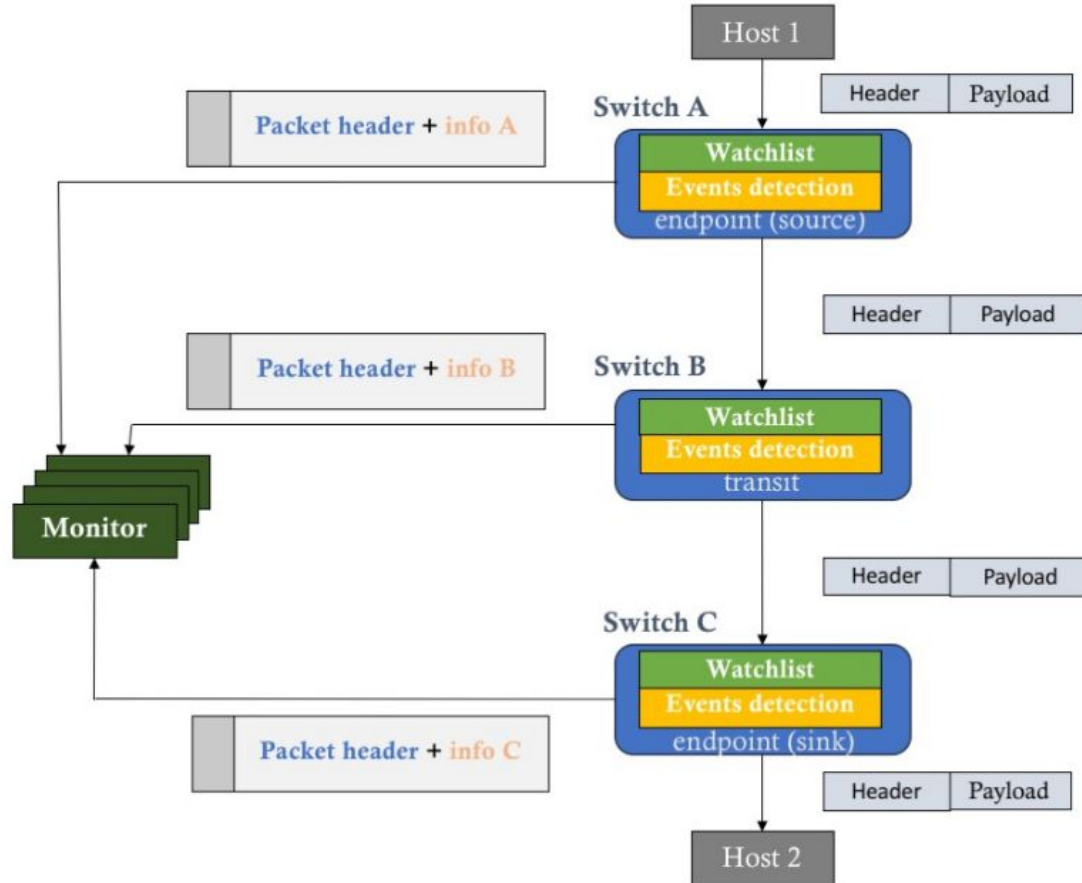 Host 1
Header Payload
Packet header + info A
Switch A
Watchlist
Events detection
endpoint (source)
Header Payload
Packet header + info B
Switch B
Watchlist
Events detection
transit
Monitor
Header Payload
Switch C
Watchlist
Events detection
endpoint (sink)
Packet header + info C
Header Payload
Host 2